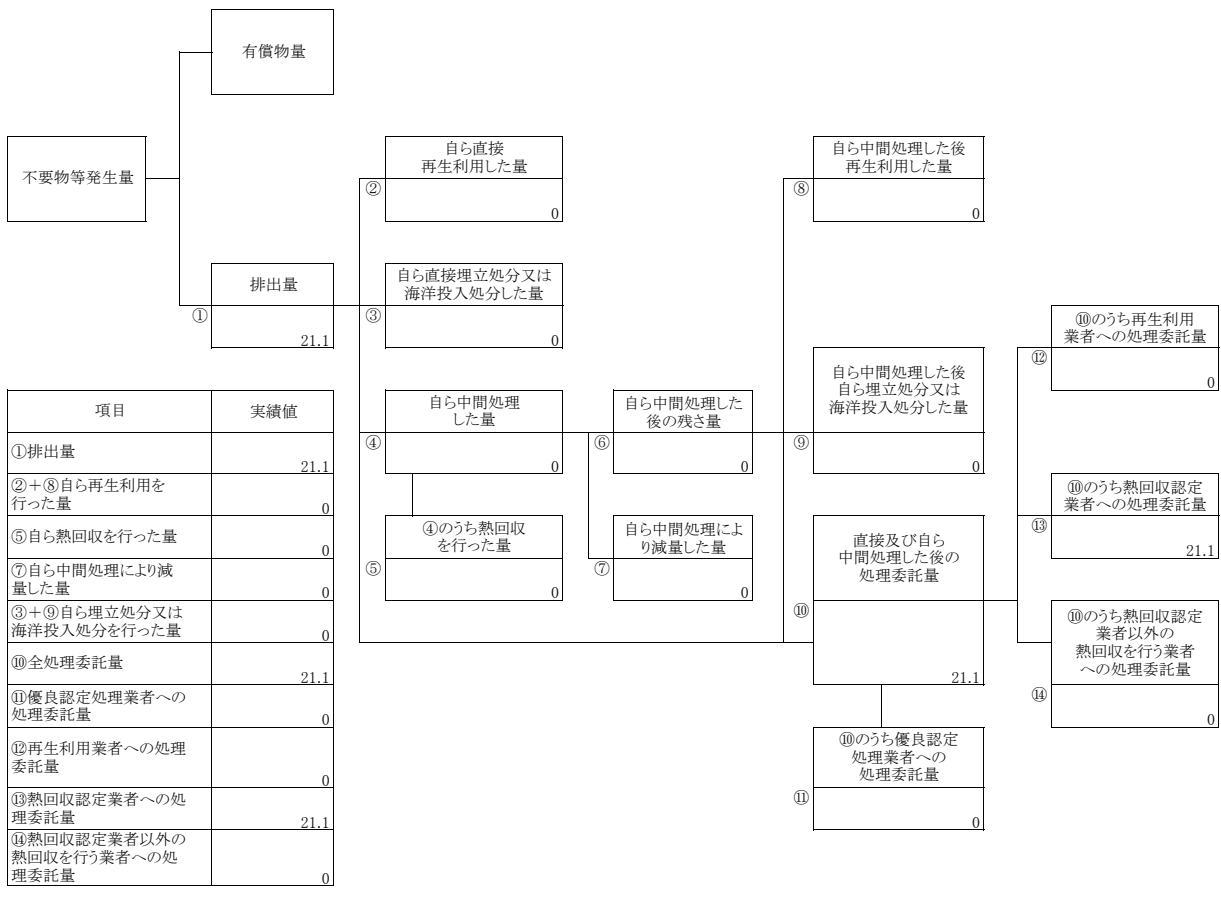 有償物量
不要物等発生量
排出量
①
21.1
自ら直接
再生利用した量
②
0
自ら直接埋立処分又は
海洋投入処分した量
③
0
自ら中間処理
した量
④
0
④のうち熱回収
を行った量
⑤
0
自ら中間処理した
後の残さ量
⑥
0
自ら中間処理によ
り減量した量
⑦
0
自ら中間処理した後
再生利用した量
⑧
0
自ら中間処理した後
自ら埋立処分又は
海洋投入処分した量
⑨
0
直接及び自ら
中間処理した後の
処理委託量
⑩
21.1
⑩のうち優良認定
処理業者への
処理委託量
⑪
0
⑩のうち再生利用
業者への処理委託量
⑫
0
⑩のうち熱回収認定
業者への処理委託量
⑬
21.1
⑩のうち熱回収認定
業者以外の
熱回収を行う業者
への処理委託量
⑭
0
項目 実績値
①排出量
21.1
②＋⑧自ら再生利用を
行った量
0
⑤自ら熱回収を行った量
0
⑦自ら中間処理により減
量した量
0
③＋⑨自ら埋立処分又は
海洋投入処分を行った量
0
⑩全処理委託量
21.1
⑪優良認定処理業者への
処理委託量
0
⑫再生利用業者への処理
委託量
0
⑬熱回収認定業者への処
理委託量
21.1
⑭熱回収認定業者以外の
熱回収を行う業者への処
理委託量
0